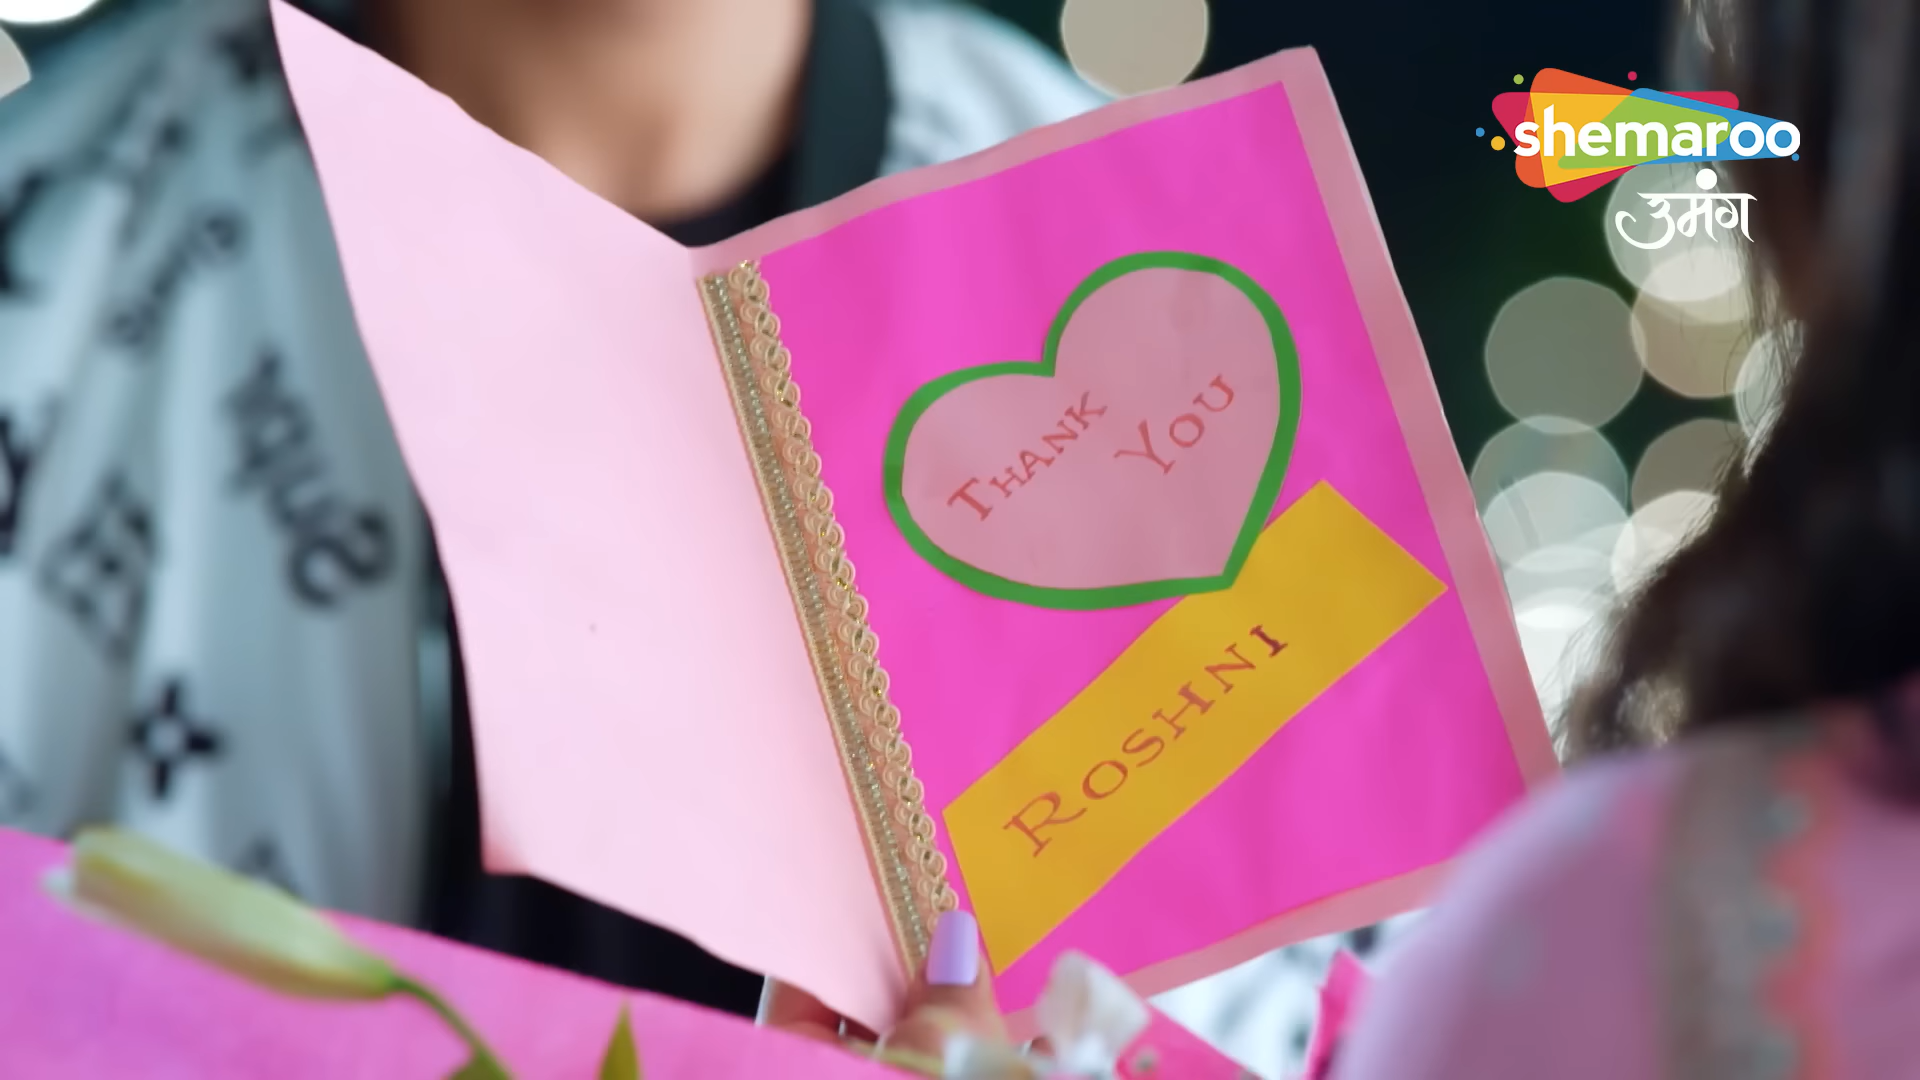 shemaroo
उमंग
THANK
YOU
ROSHNI